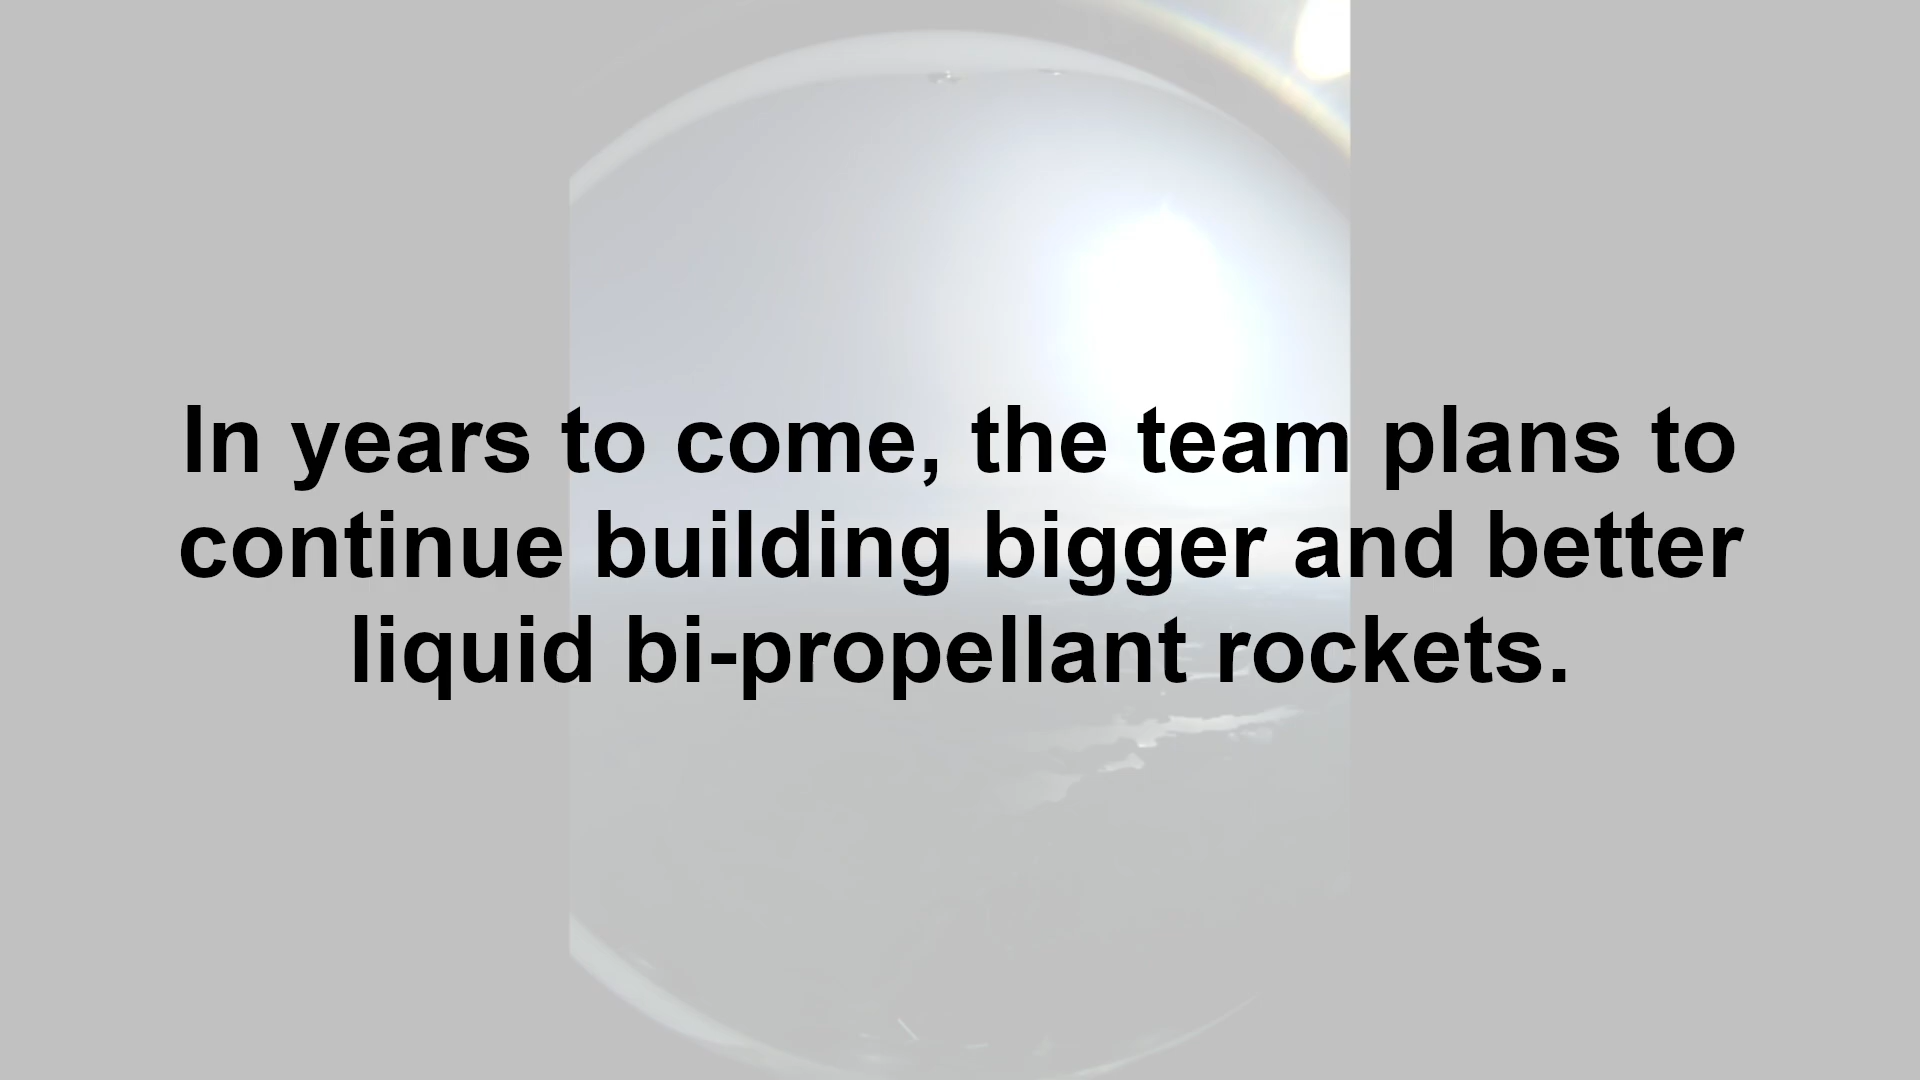 In years to come, the team plans to
continue building bigger and better
liquid bi-propellant rockets.